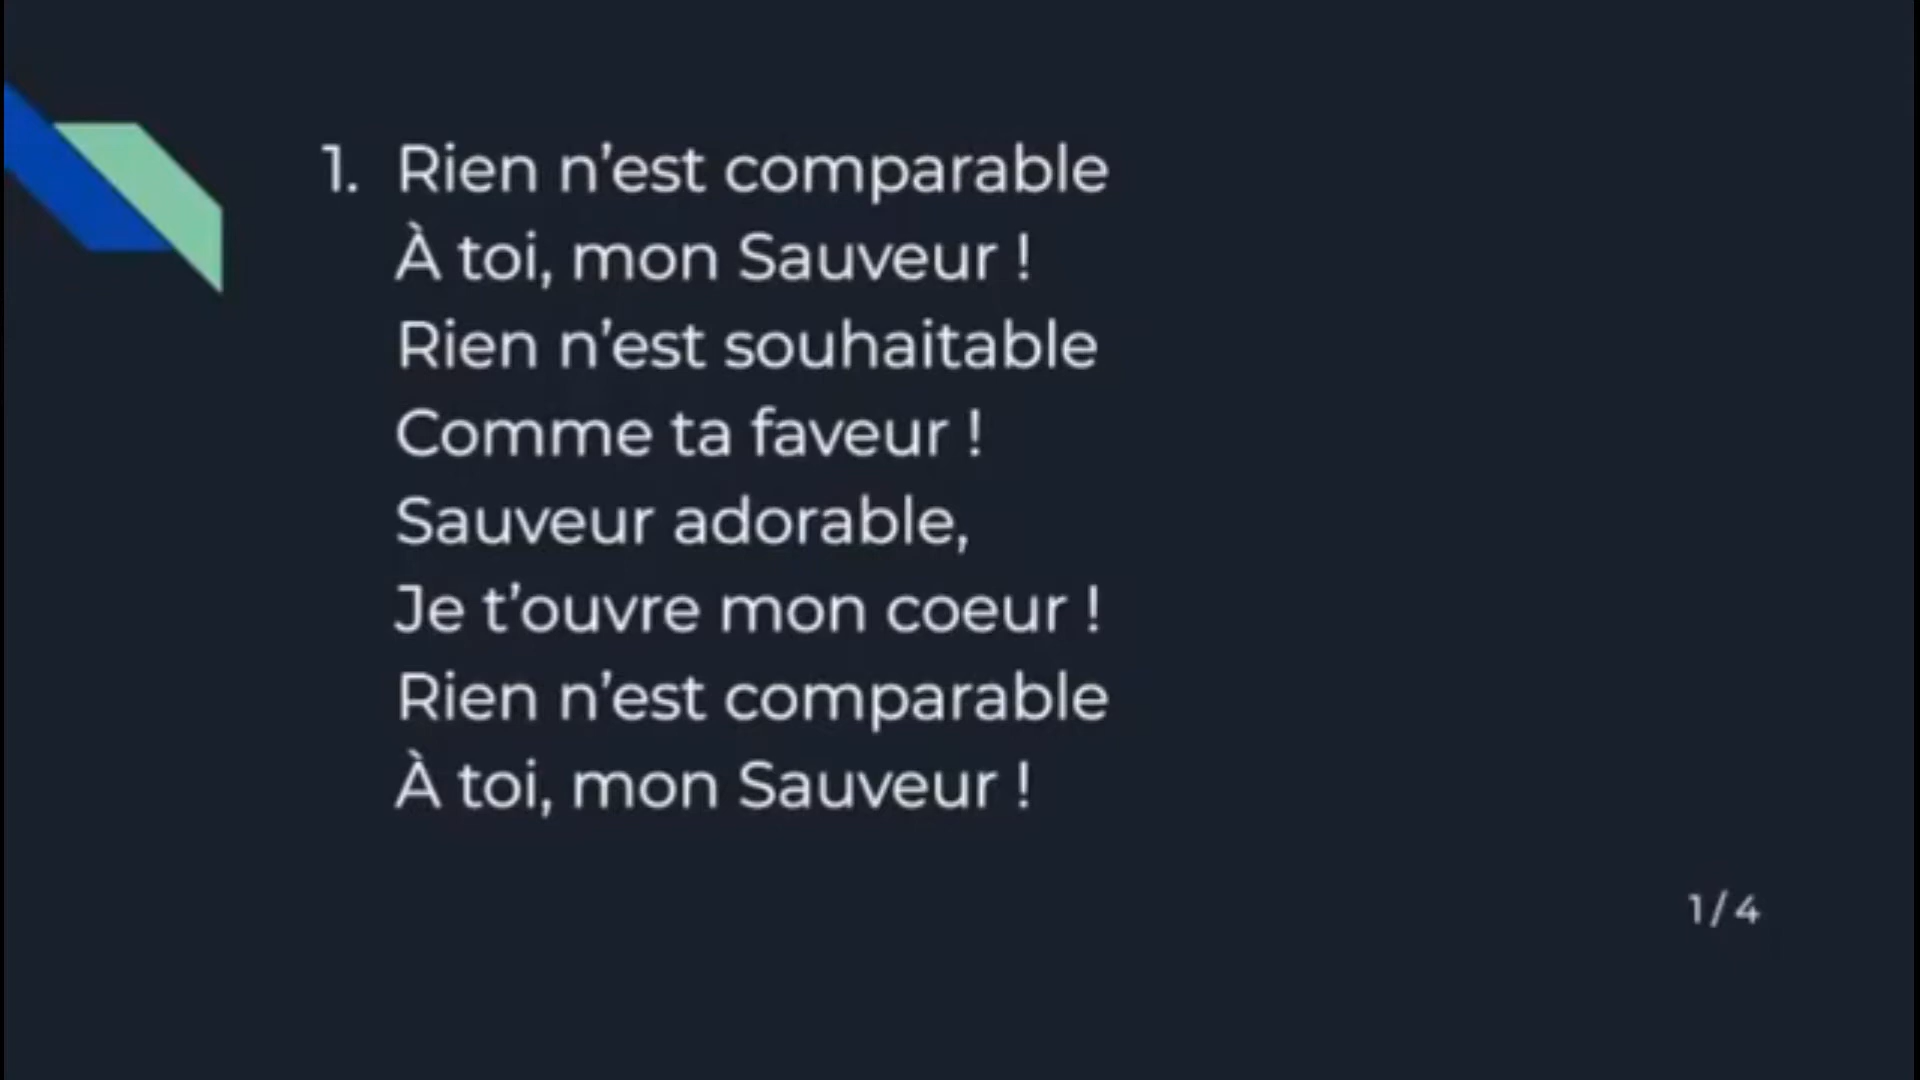 1. Rien n’est comparable
À toi, mon Sauveur !
Rien n’est souhaitable
Comme ta faveur !
Sauveur adorable,
Je t’ouvre mon coeur !
Rien n’est comparable
À toi, mon Sauveur !
1 / 4